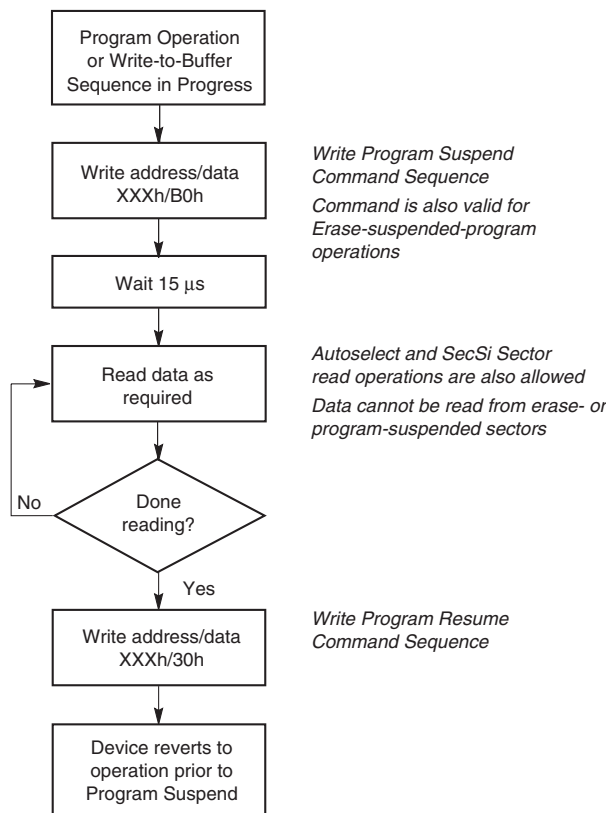 Program Operation
or Write-to-Buffer
Sequence in Progress
Write address/data
XXXh/B0h
Write Program Suspend
Command Sequence
Command is also valid for
Erase-suspended-program
operations
Wait 15 μs
Read data as
required
Autoselect and SecSi Sector
read operations are also allowed
Data cannot be read from erase- or
program-suspended sectors
No
Done
reading?
Yes
Write address/data
XXXh/30h
Write Program Resume
Command Sequence
Device reverts to
operation prior to
Program Suspend